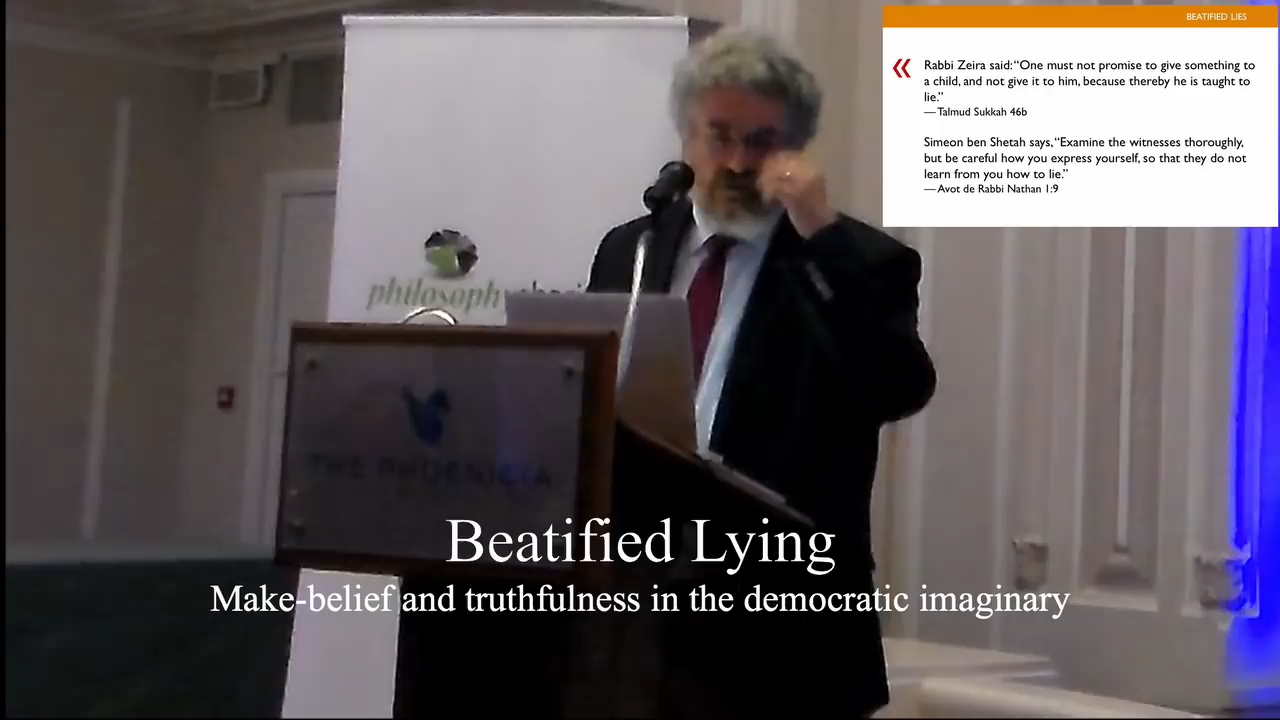 BEATIFIED LIES
«
Rabbi Zeira said: “One must not promise to give something to
a child, and not give it to him, because thereby he is taught to
lie.”
— Talmud Sukkah 46b
Simeon ben Shetah says, “Examine the witnesses thoroughly,
but be careful how you express yourself, so that they do not
learn from you how to lie.”
— Avot de Rabbi Nathan 1:9
philosophy
THE PHOENICIA
Beatified Lying
Make-belief and truthfulness in the democratic imaginary